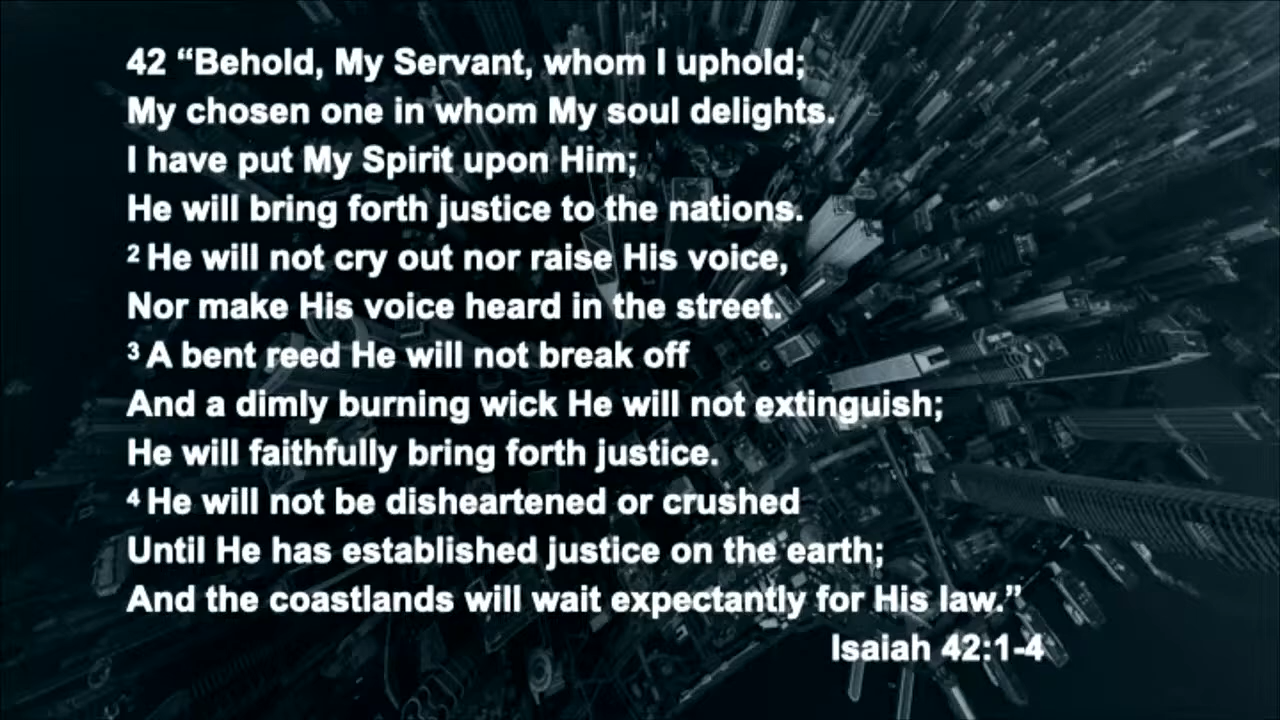 42 “Behold, My Servant, whom I uphold;
My chosen one in whom My soul delights.
I have put My Spirit upon Him;
He will bring forth justice to the nations.
2 He will not cry out nor raise His voice,
Nor make His voice heard in the street.
3 A bent reed He will not break off
And a dimly burning wick He will not extinguish;
He will faithfully bring forth justice.
4 He will not be disheartened or crushed
Until He has established justice on the earth;
And the coastlands will wait expectantly for His law.”
Isaiah 42:1-4